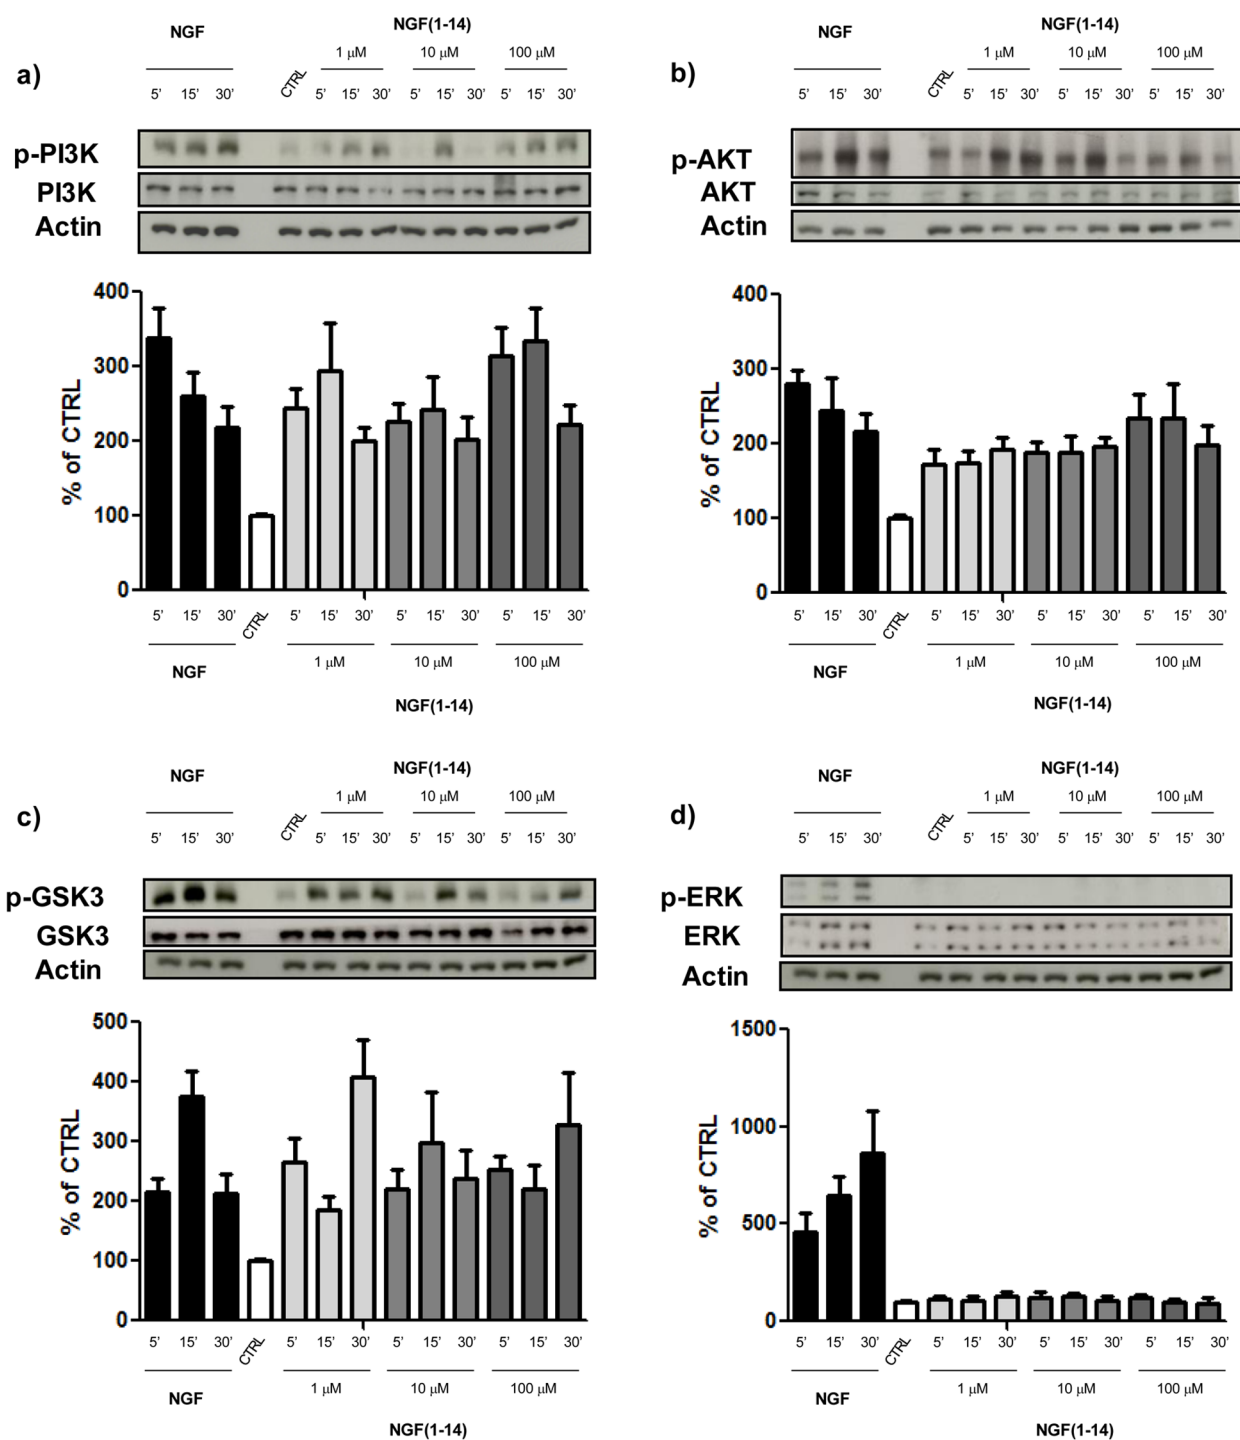 a)
NGF
NGF(1-14)
1 μM 10 μM 100 μM
5' 15' 30' CTRL 5' 15' 30' 5' 15' 30' 5' 15' 30'
p-PI3K
PI3K
Actin
% of CTRL
400
300
200
100
0
5' 15' 30' CTRL 5' 15' 30' 5' 15' 30' 5' 15' 30'
NGF
1 μM 10 μM 100 μM
NGF(1-14)
b)
NGF
NGF(1-14)
1 μM 10 μM 100 μM
5' 15' 30' CTRL 5' 15' 30' 5' 15' 30' 5' 15' 30'
p-AKT
AKT
Actin
% of CTRL
400
300
200
100
0
5' 15' 30' CTRL 5' 15' 30' 5' 15' 30' 5' 15' 30'
NGF
1 μM 10 μM 100 μM
NGF(1-14)
c)
NGF
NGF(1-14)
1 μM 10 μM 100 μM
5' 15' 30' CTRL 5' 15' 30' 5' 15' 30' 5' 15' 30'
p-GSK3
GSK3
Actin
% of CTRL
500
400
300
200
100
0
5' 15' 30' CTRL 5' 15' 30' 5' 15' 30' 5' 15' 30'
NGF
1 μM 10 μM 100 μM
NGF(1-14)
d)
NGF
NGF(1-14)
1 μM 10 μM 100 μM
5' 15' 30' CTRL 5' 15' 30' 5' 15' 30' 5' 15' 30'
p-ERK
ERK
Actin
% of CTRL
1500
1000
500
0
5' 15' 30' CTRL 5' 15' 30' 5' 15' 30' 5' 15' 30'
NGF
1 μM 10 μM 100 μM
NGF(1-14)